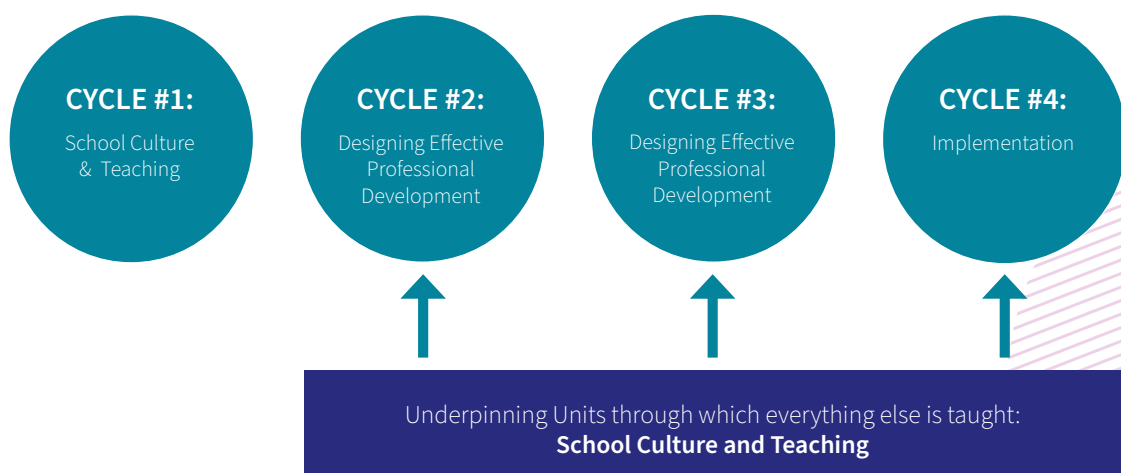 CYCLE #1:
School Culture
& Teaching
CYCLE #2:
Designing Effective
Professional
Development
CYCLE #3:
Designing Effective
Professional
Development
CYCLE #4:
Implementation
Underpinning Units through which everything else is taught:
School Culture and Teaching